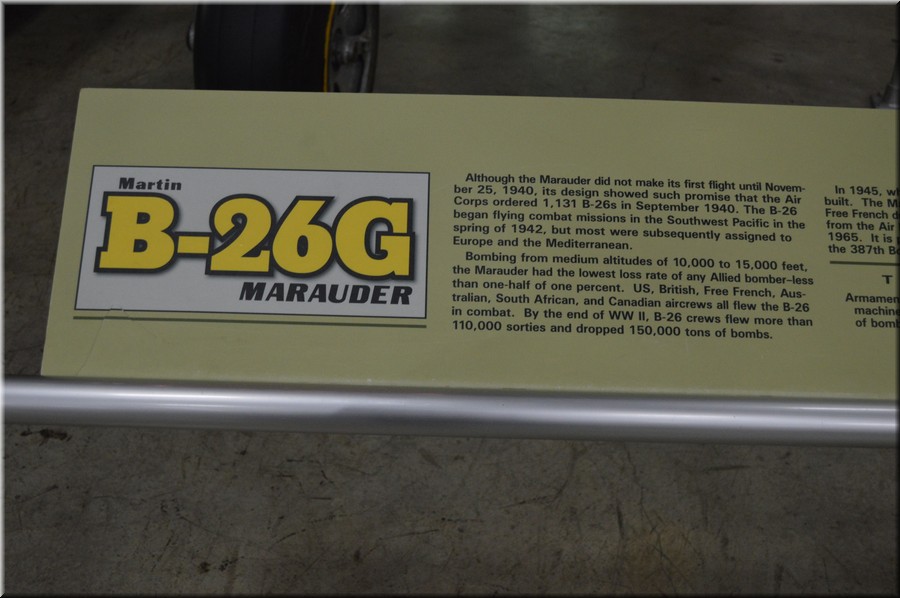 Martin
B-26G
MARAUDER
Although the Marauder did not make its first flight until Novem-
ber 25, 1940, its design showed such promise that the Air
Corps ordered 1,131 B-26s in September 1940. The B-26
began flying combat missions in the Southwest Pacific in the
spring of 1942, but most were subsequently assigned to
Europe and the Mediterranean.
Bombing from medium altitudes of 10,000 to 15,000 feet,
the Marauder had the lowest loss rate of any Allied bomber–less
than one-half of one percent. US, British, Free French, Aus-
tralian, South African, and Canadian aircrews all flew the B-26
in combat. By the end of WW II, B-26 crews flew more than
110,000 sorties and dropped 150,000 tons of bombs.
In 1945, w
built. The M
Free French d
from the Air
1965. It is
the 387th B
T
Armamen
machine
of bomb